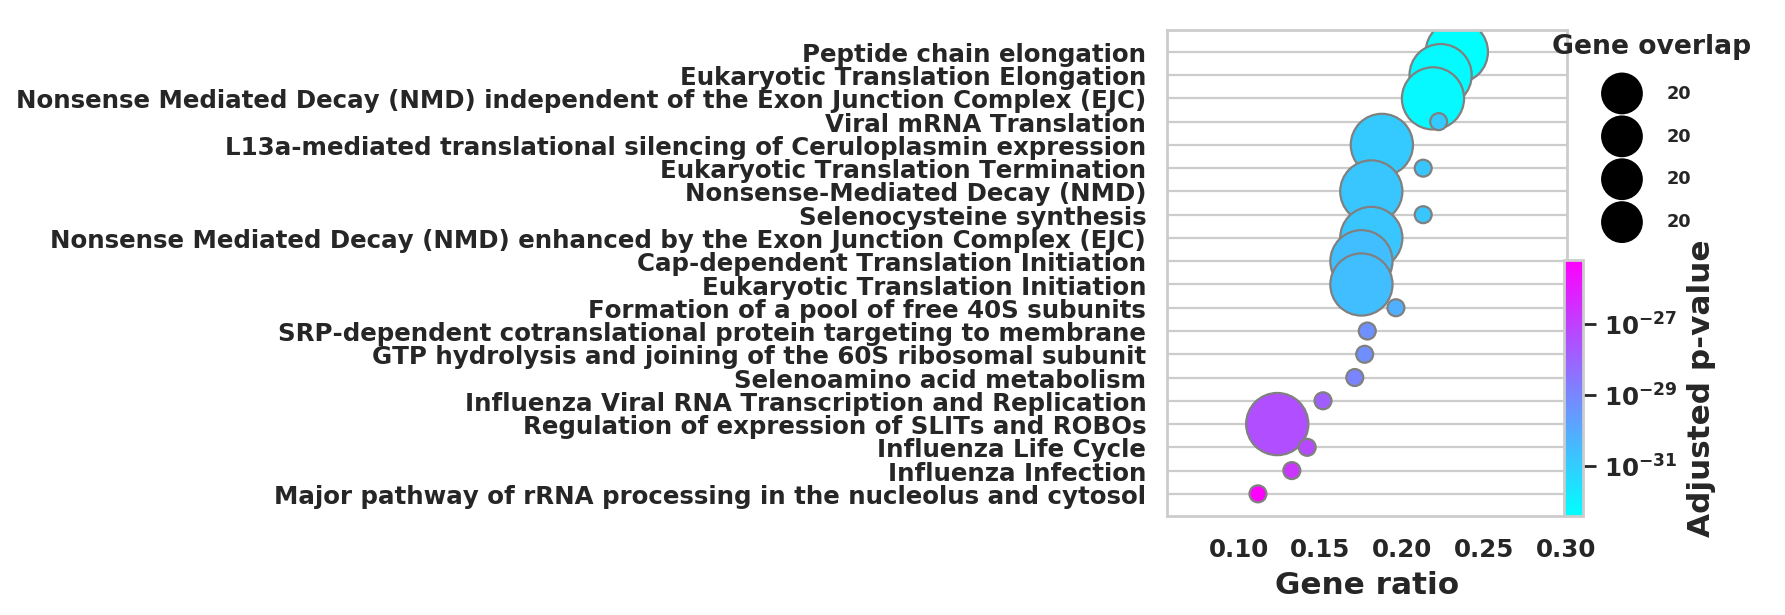 Peptide chain elongation
Eukaryotic Translation Elongation
Nonsense Mediated Decay (NMD) independent of the Exon Junction Complex (EJC)
Viral mRNA Translation
L13a-mediated translational silencing of Ceruloplasmin expression
Eukaryotic Translation Termination
Nonsense-Mediated Decay (NMD)
Selenocysteine synthesis
Nonsense Mediated Decay (NMD) enhanced by the Exon Junction Complex (EJC)
Cap-dependent Translation Initiation
Eukaryotic Translation Initiation
Formation of a pool of free 40S subunits
SRP-dependent cotranslational protein targeting to membrane
GTP hydrolysis and joining of the 60S ribosomal subunit
Selenoamino acid metabolism
Influenza Viral RNA Transcription and Replication
Regulation of expression of SLITs and ROBOs
Influenza Life Cycle
Influenza Infection
Major pathway of rRNA processing in the nucleolus and cytosol
0.10 0.15 0.20 0.25 0.30
Gene ratio
Gene overlap
20
20
20
20
10⁻²⁷
10⁻²⁹
10⁻³¹
Adjusted p-value